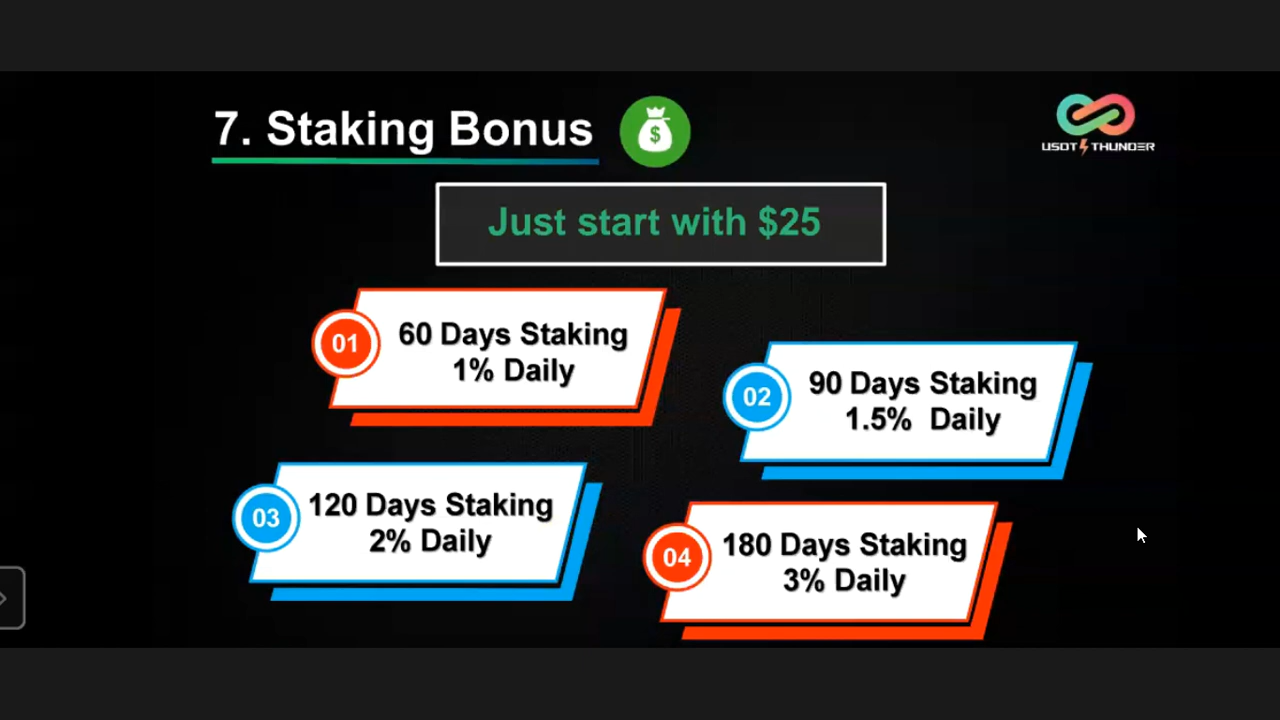 7. Staking Bonus
$
USDT THUNDER
Just start with $25
01
60 Days Staking
1% Daily
02
90 Days Staking
1.5% Daily
03
120 Days Staking
2% Daily
04
180 Days Staking
3% Daily